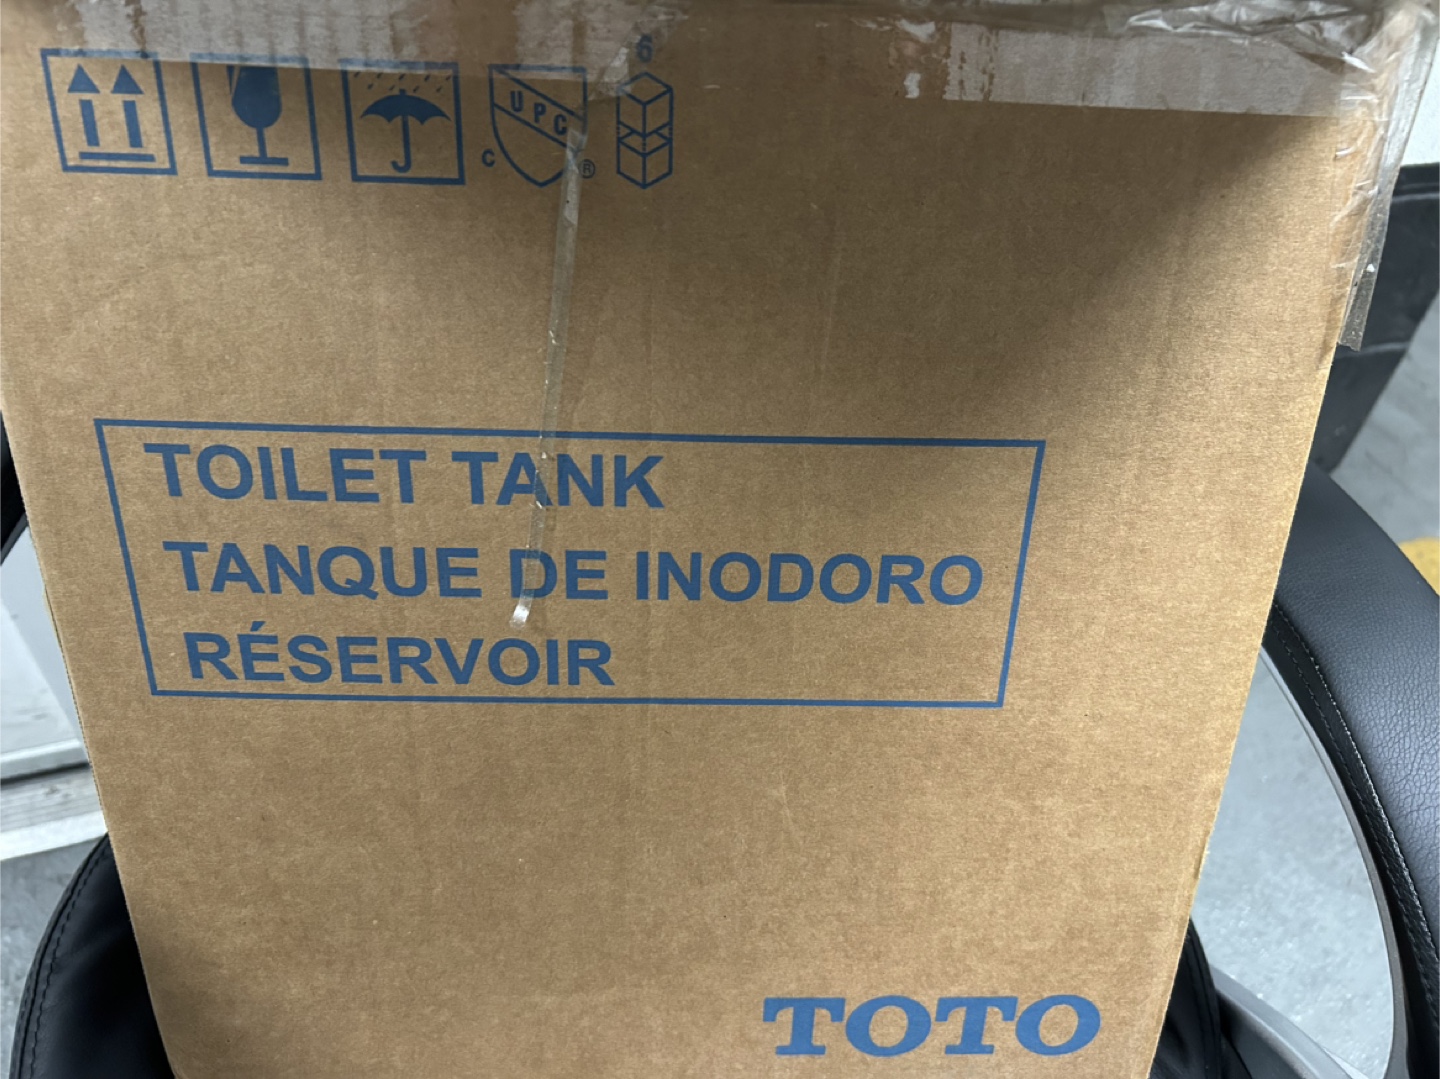 6
UPC
C ®
TOILET TANK
TANQUE DE INODORO
RÉSERVOIR
TOTO